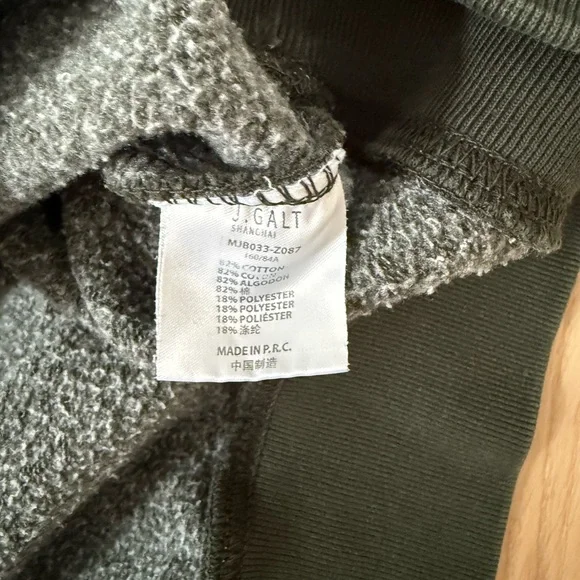 J.GALT
SHANGHAI
MJB033-Z087
160/84A
82% COTTON
82% COTON
82% ALGODON
82% 棉
18% POLYESTER
18% POLYESTER
18% POLIÉSTER
18% 涤纶
MADE IN P.R.C.
中国制造